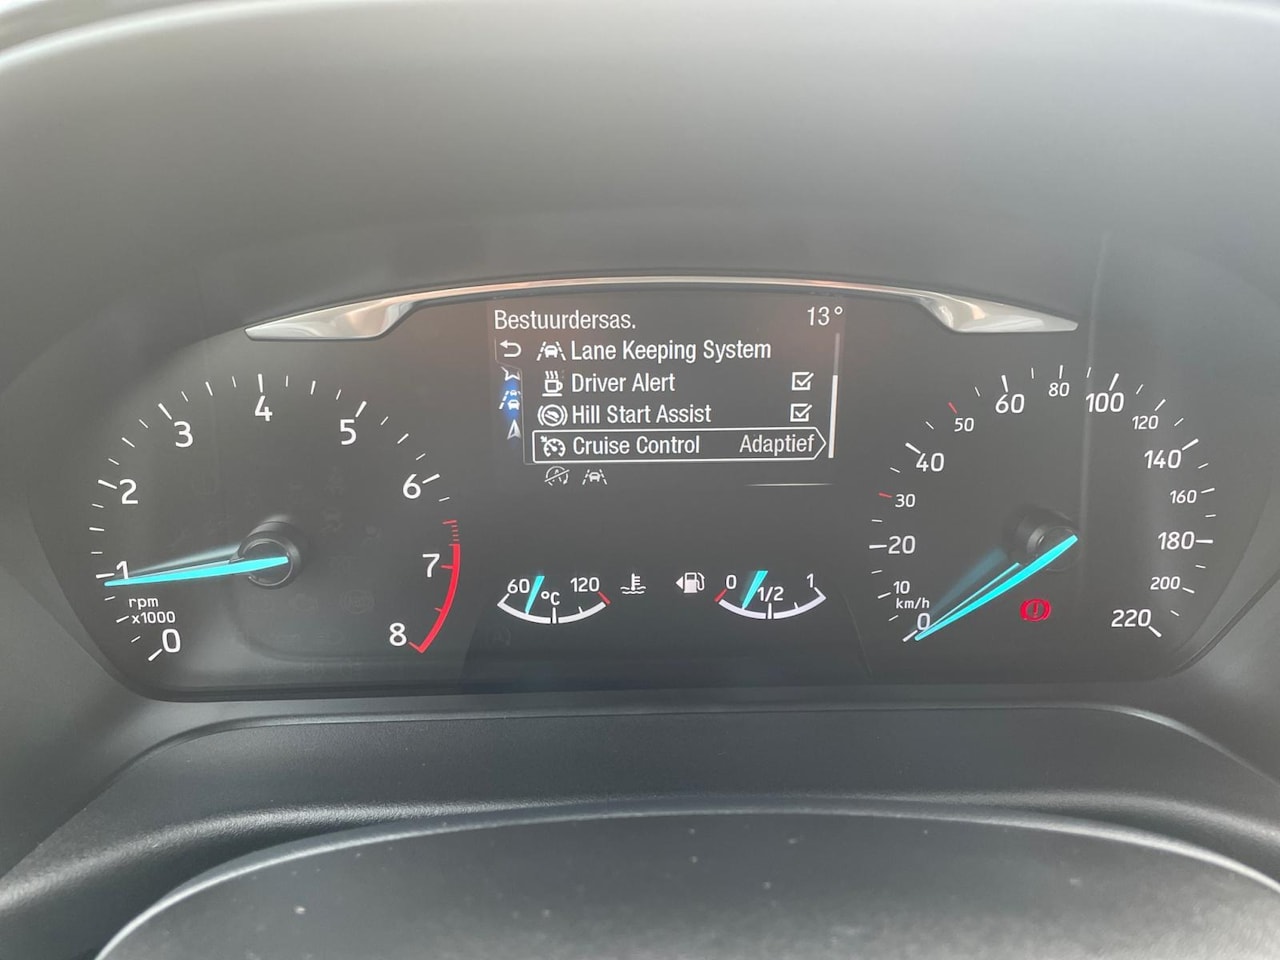 Bestuurdersas. 13°
Lane Keeping System
Driver Alert
Hill Start Assist
Cruise Control Adaptief
0 1 2 3 4 5 6 7 8
rpm
x1000
60 °C 120
0 1/2 1
0 10 20 30 40 50 60 80 100 120 140 160 180 200 220
km/h